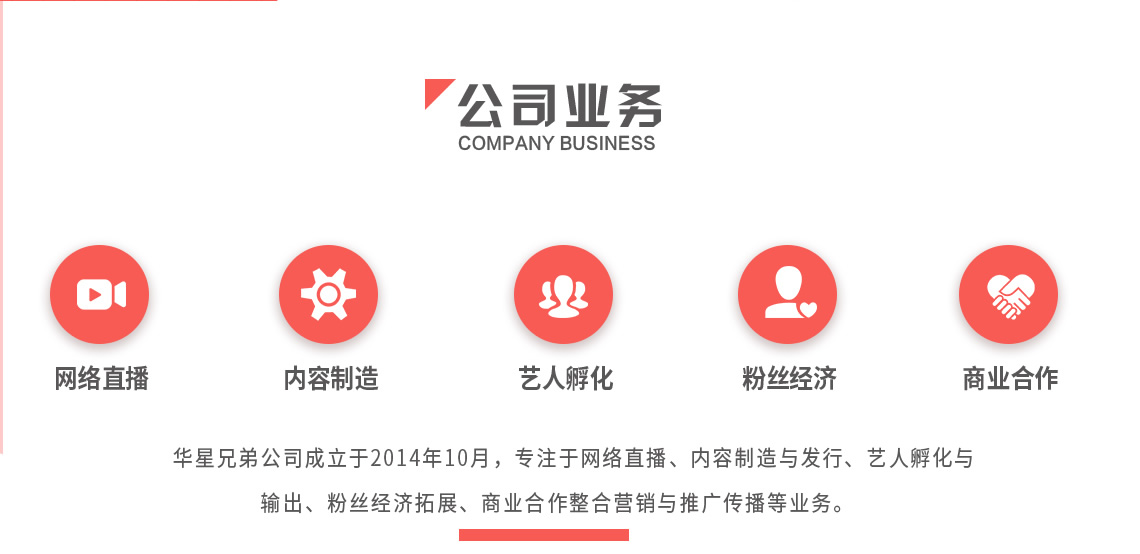 公司业务
COMPANY BUSINESS
网络直播
内容制造
艺人孵化
粉丝经济
商业合作
华星兄弟公司成立于2014年10月，专注于网络直播、内容制造与发行、艺人孵化与
输出、粉丝经济拓展、商业合作整合营销与推广传播等业务。